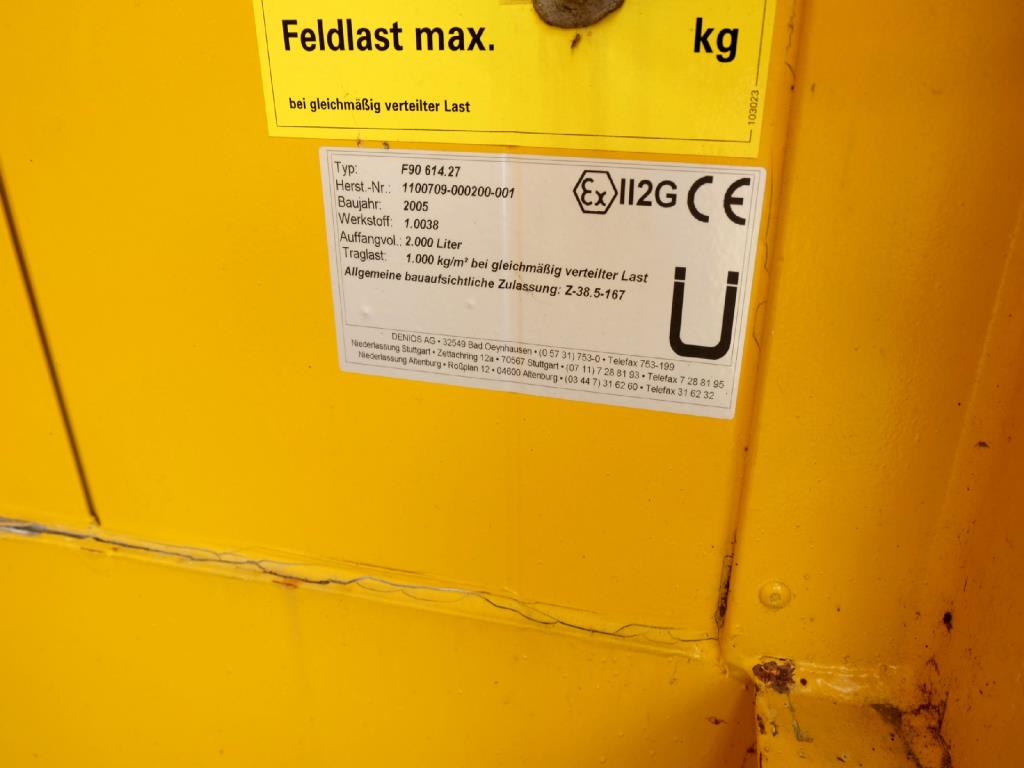 Feldlast max. kg
bei gleichmäßig verteilter Last
103023
Typ: F90 614.27
Herst.-Nr.: 1100709-000200-001
Baujahr: 2005
Werkstoff: 1.0038
Auffangvol.: 2.000 Liter
Traglast: 1.000 kg/m² bei gleichmäßig verteilter Last
Allgemeine bauaufsichtliche Zulassung: Z-38.5-167
Ex II2G CE
Ü
DENIOS AG • 32549 Bad Oeynhausen • (0 57 31) 753-0 • Telefax 753-199
Niederlassung Stuttgart • Zettachring 12a • 70567 Stuttgart • (07 11) 7 28 81 93 • Telefax 7 28 81 95
Niederlassung Altenburg • Roßplan 12 • 04600 Altenburg • (03 44 7) 31 62 60 • Telefax 31 62 32